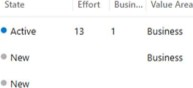 State Effort Busin... Value Area
Active 13 1 Business
New Business
New